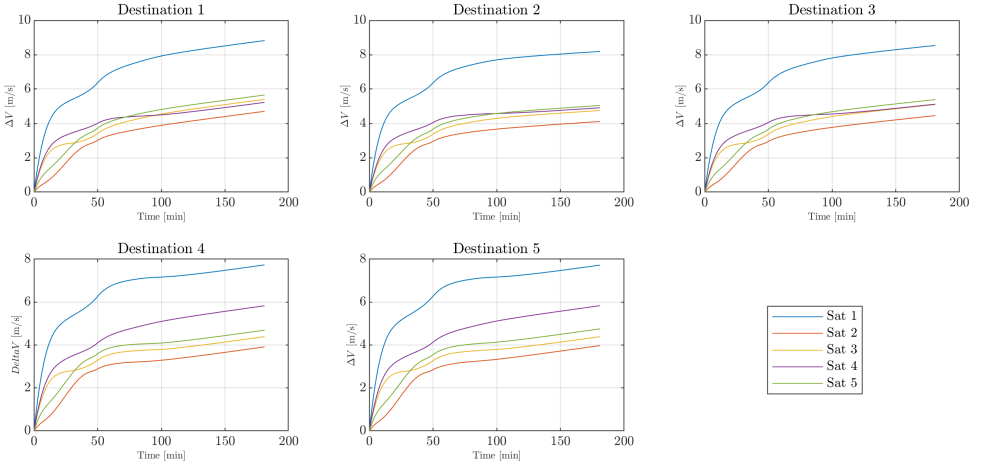 Destination 1
10
8
6
4
2
0
ΔV [m/s]
0 50 100 150 200
Time [min]
Destination 2
10
8
6
4
2
0
ΔV [m/s]
0 50 100 150 200
Time [min]
Destination 3
10
8
6
4
2
0
ΔV [m/s]
0 50 100 150 200
Time [min]
Destination 4
8
6
4
2
0
DeltaV [m/s]
0 50 100 150 200
Time [min]
Destination 5
8
6
4
2
0
ΔV [m/s]
0 50 100 150 200
Time [min]
Sat 1
Sat 2
Sat 3
Sat 4
Sat 5